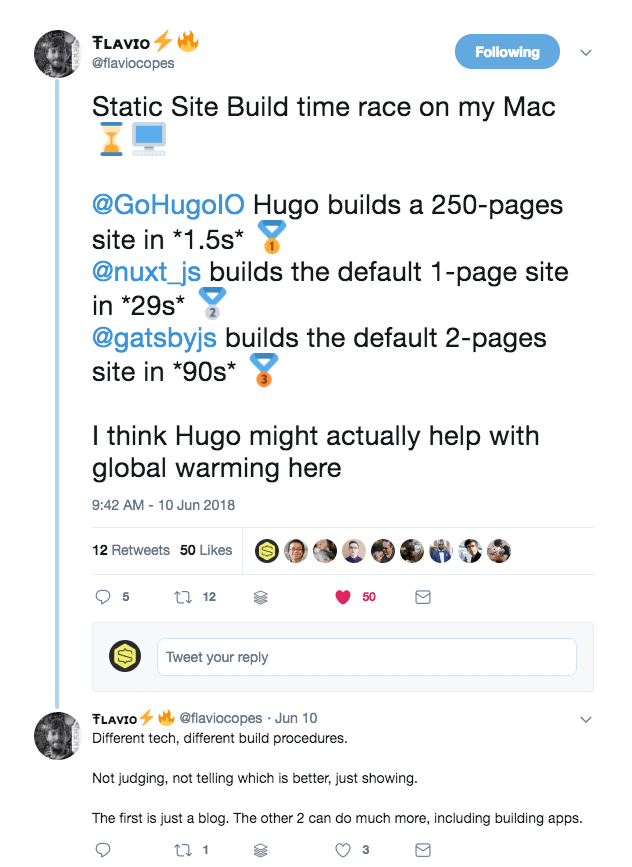 ŦLAVIO⚡🔥
@flaviocopes
Following
Static Site Build time race on my Mac
⌛🖥
@GoHugoIO Hugo builds a 250-pages
site in *1.5s* 🥇
@nuxt_js builds the default 1-page site
in *29s* 🥈
@gatsbyjs builds the default 2-pages
site in *90s* 🥉
I think Hugo might actually help with
global warming here
9:42 AM - 10 Jun 2018
12 Retweets 50 Likes
5 12 50
Tweet your reply
ŦLAVIO⚡🔥 @flaviocopes · Jun 10
Different tech, different build procedures.
Not judging, not telling which is better, just showing.
The first is just a blog. The other 2 can do much more, including building apps.
1 3